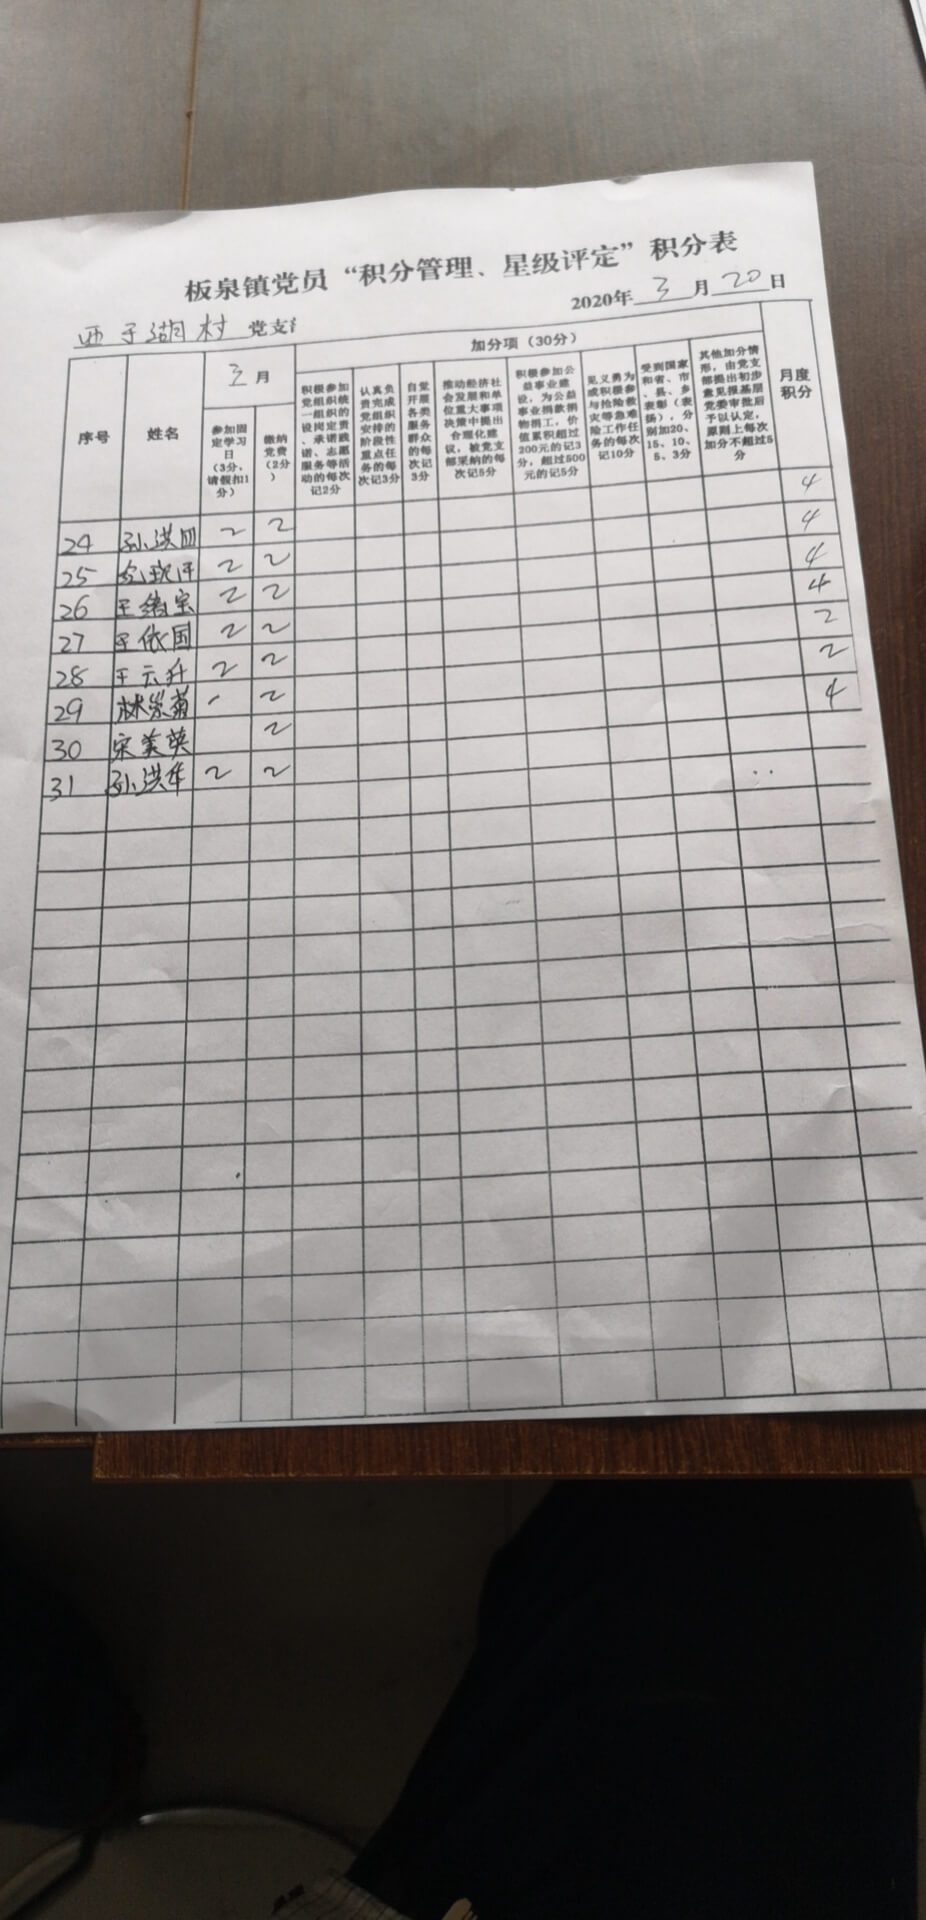 板泉镇党员“积分管理、星级评定”积分表
2020年 3 月 20 日
西于湖村 党支
序号
姓名
3 月
加分项（30分）
月度积分
参加固定学习日（3分，请假扣1分）
缴纳党费（2分）
积极参加党组织统一组织的设岗定责、承诺践诺、志愿服务等活动的每次记2分
认真负责完成党组织安排的阶段性重点任务的每次记3分
自觉开展各类服务群众的每次记3分
推动经济社会发展和单位重大事项决策中提出合理化建议，被党支部采纳的每次记5分
积极参加公益事业建设，为公益事业捐款捐物捐工，价值累积超过200元的记3分，超过500元的记5分
见义勇为或积极参与抢险救灾等急难险工作任务的每次记10分
受到国家和省、市、县、乡表彰（表扬），分别加20、15、10、5、3分
其他加分情形，由党支部提出初步意见报基层党委审批后予以认定，原则上每次加分不超过5分
24 孙洪四 2 2 4
25 2 2 4
26 王绪宝 2 2 4
27 王依国 2 2 4
28 王云升 2 2 2
29 林崇菊 2 2
30 宋美英 2 4
31 孙洪年 2 2